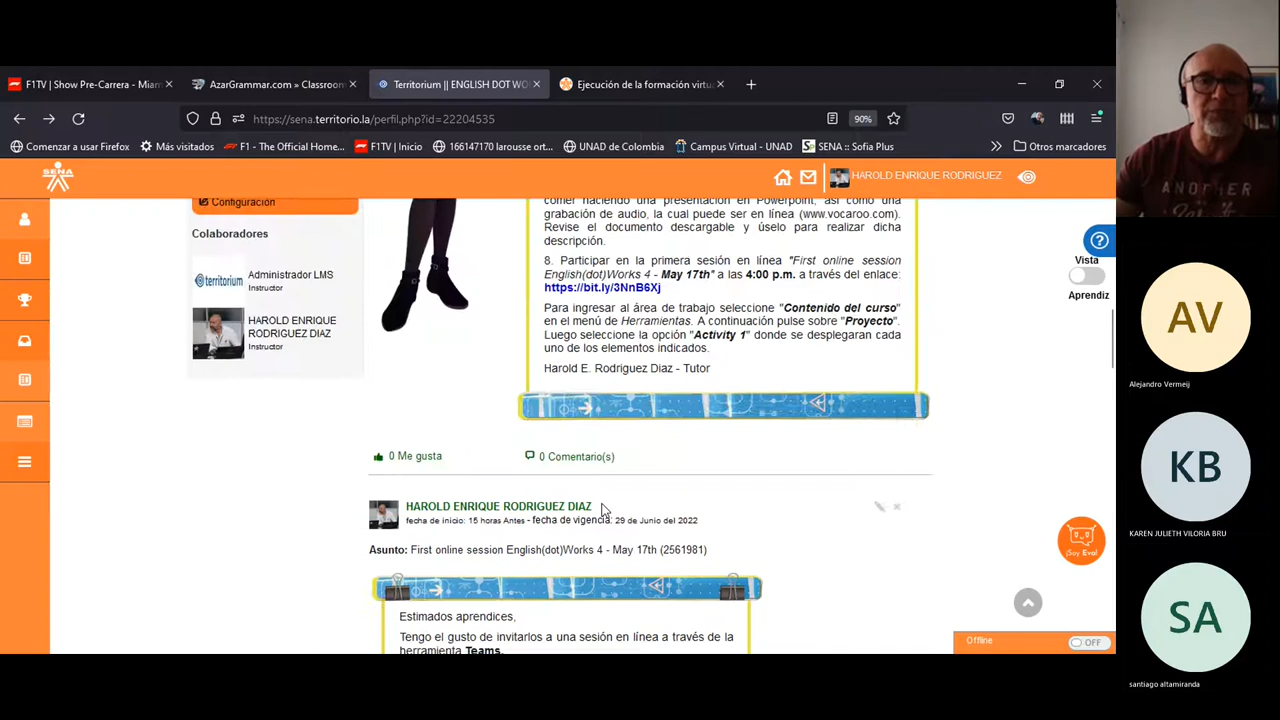 F1TV | Show Pre-Carrera - Miam
AzarGrammar.com » Classroom
Territorium || ENGLISH DOT WO
Ejecución de la formación virtu
https://sena.territorio.la/perfil.php?id=22204535
90%
Comenzar a usar Firefox
Más visitados
F1 - The Official Home...
F1TV | Inicio
166147170 larousse ort...
UNAD de Colombia
Campus Virtual - UNAD
SENA :: Sofia Plus
Otros marcadores
SENA
HAROLD ENRIQUE RODRIGUEZ
Configuración
Colaboradores
territorium
Administrador LMS
Instructor
HAROLD ENRIQUE
RODRIGUEZ DIAZ
Instructor
comer haciendo una presentación en Powerpoint, así como una
grabación de audio, la cual puede ser en línea (www.vocaroo.com).
Revise el documento descargable y úselo para realizar dicha
descripción.
8. Participar en la primera sesión en línea "First online session
English(dot)Works 4 - May 17th" a las 4:00 p.m. a través del enlace:
https://bit.ly/3NnB6Xj
Para ingresar al área de trabajo seleccione "Contenido del curso"
en el menú de Herramientas. A continuación pulse sobre "Proyecto".
Luego seleccione la opción "Activity 1" donde se desplegaran cada
uno de los elementos indicados.
Harold E. Rodriguez Diaz - Tutor
0 Me gusta
0 Comentario(s)
HAROLD ENRIQUE RODRIGUEZ DIAZ
fecha de inicio: 15 horas Antes - fecha de vigencia: 29 de Junio del 2022
Asunto: First online session English(dot)Works 4 - May 17th (2561981)
Estimados aprendices,
Tengo el gusto de invitarlos a una sesión en línea a través de la
herramienta Teams.
Vista
Aprendiz
¡Soy Eva!
Offline
OFF
AV
Alejandro Vermeij
KB
KAREN JULIETH VILORIA BRU
SA
santiago altamiranda
ANOTHER